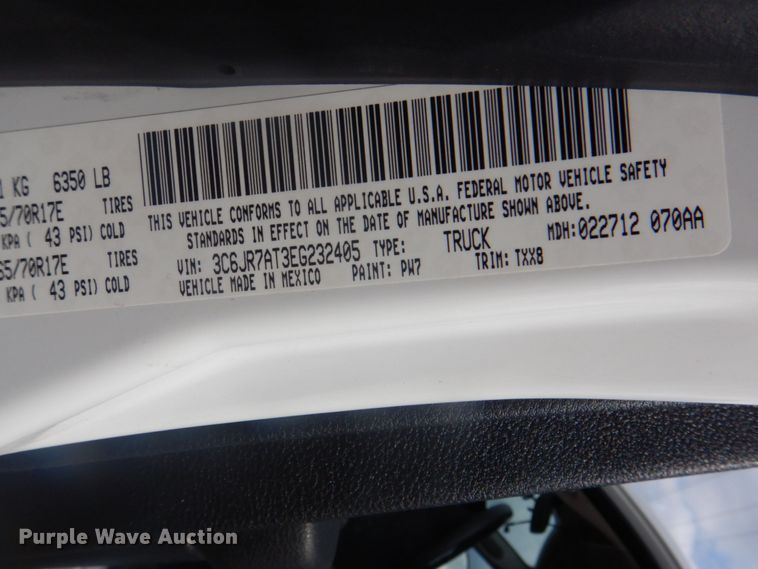 KG 6350 LB
5/70R17E TIRES
KPA ( 43 PSI) COLD
65/70R17E TIRES
KPA ( 43 PSI) COLD
THIS VEHICLE CONFORMS TO ALL APPLICABLE U.S.A. FEDERAL MOTOR VEHICLE SAFETY
STANDARDS IN EFFECT ON THE DATE OF MANUFACTURE SHOWN ABOVE.
VIN: 3C6JR7AT3EG232405 TYPE: TRUCK MDH: 022712 070AA
VEHICLE MADE IN MEXICO PAINT: PW7 TRIM: TXX8
Purple Wave Auction